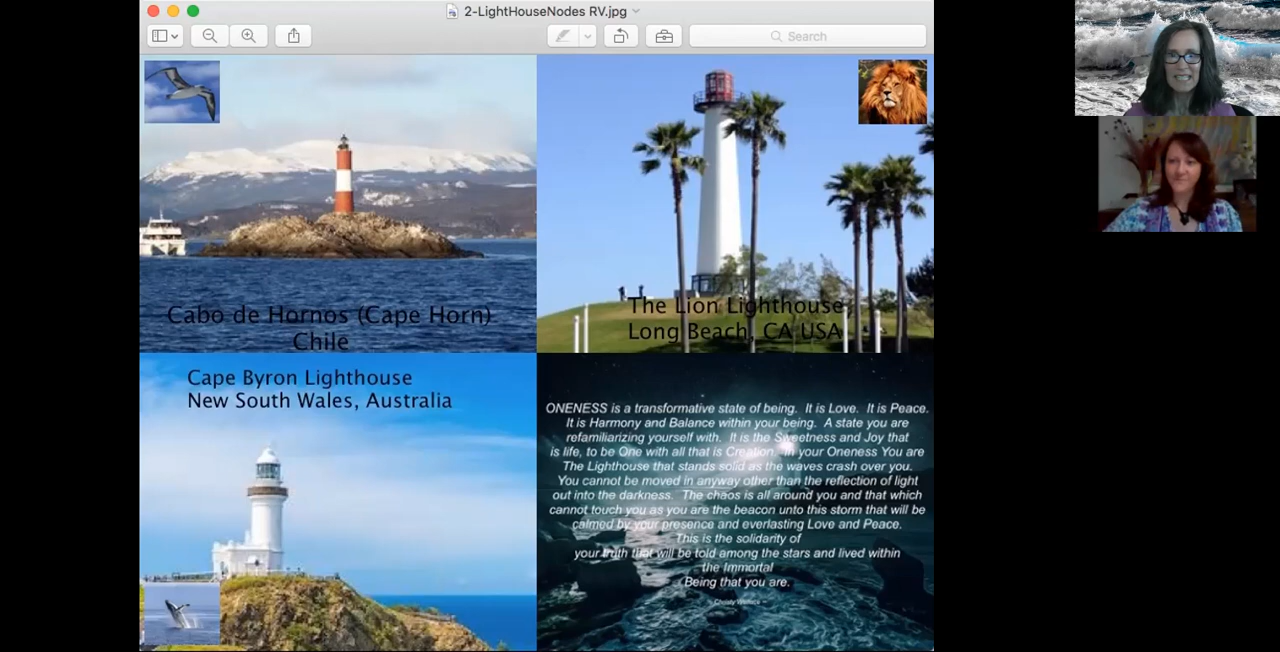 2-LightHouseNodes RV.jpg
Search
Cabo de Hornos (Cape Horn)
Chile
The Lion Lighthouse,
Long Beach, CA USA
Cape Byron Lighthouse
New South Wales, Australia
ONENESS is a transformative state of being. It is Love. It is Peace.
It is Harmony and Balance within your being. A state you are
refamiliarizing yourself with. It is the Sweetness and Joy that
is life, to be One with all that is Creation. In your Oneness You are
The Lighthouse that stands solid as the waves crash over you.
You cannot be moved in anyway other than the reflection of light
out into the darkness. The chaos is all around you and that which
cannot touch you as you are the beacon unto this storm that will be
calmed by your presence and everlasting Love and Peace.
This is the solidarity of
your truth that will be told among the stars and lived within
the Immortal
Being that you are.